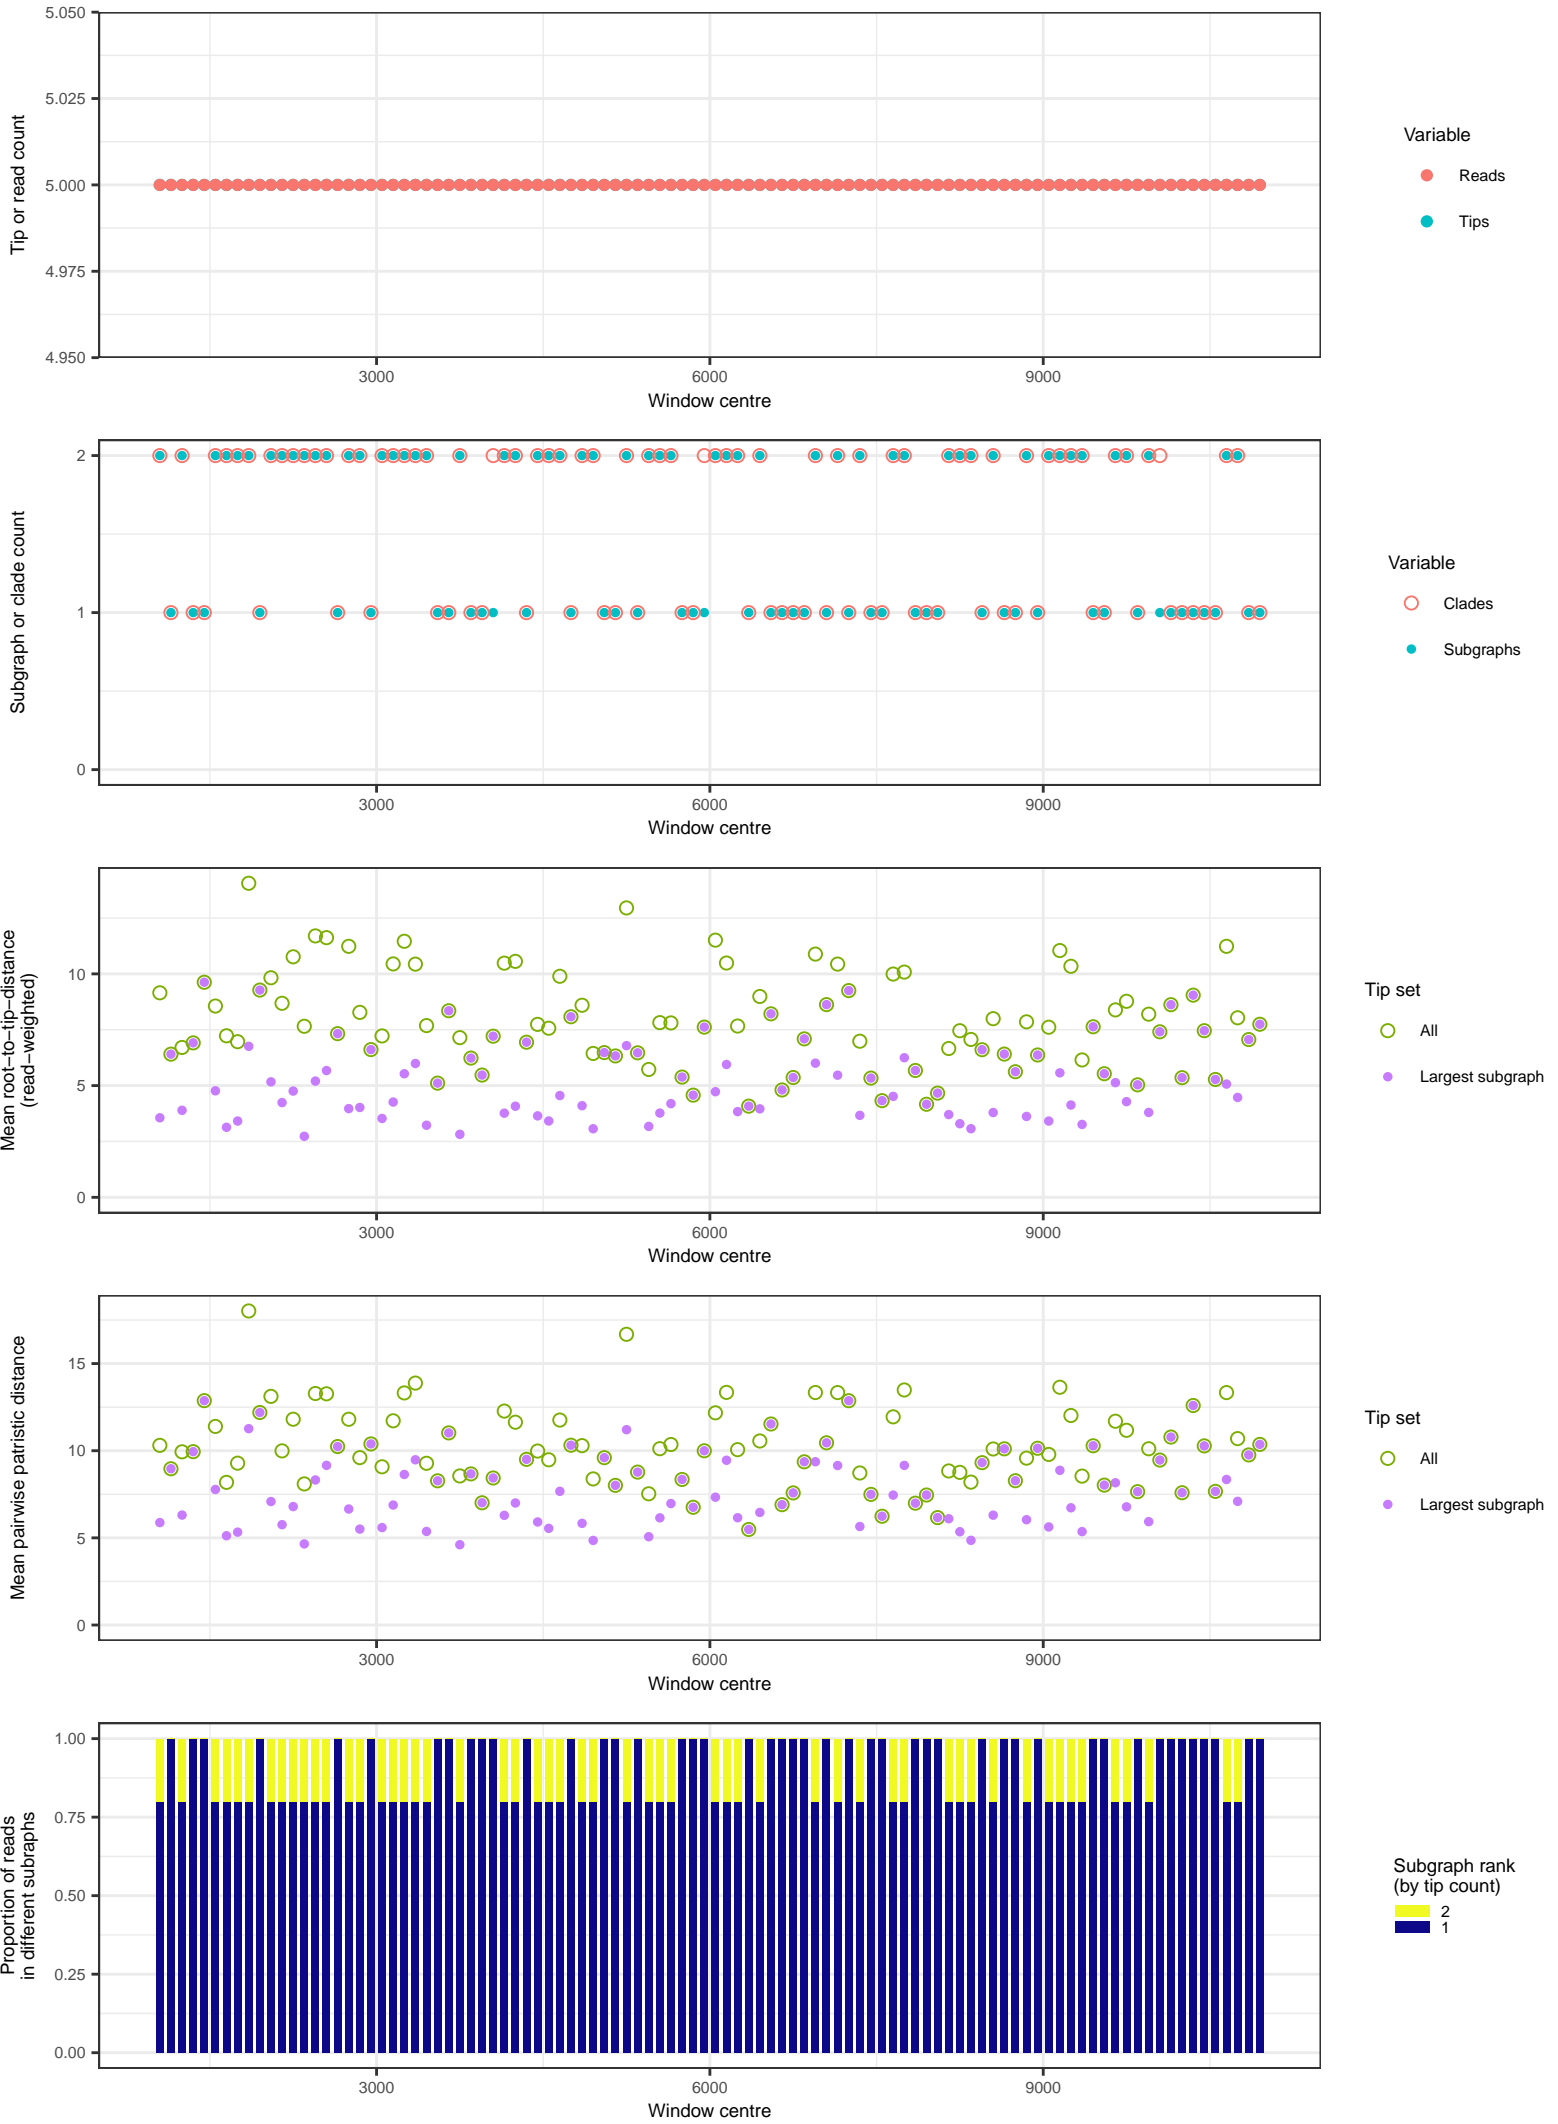 5.050
5.025
5.000
4.975
4.950
Tip or read count
3000
6000
9000
Window centre
Variable
Reads
Tips
2
1
0
Subgraph or clade count
3000
6000
9000
Window centre
Variable
Clades
Subgraphs
10
5
0
Mean root−to−tip−distance
(read−weighted)
3000
6000
9000
Window centre
Tip set
All
Largest subgraph
15
10
5
0
Mean pairwise patristic distance
3000
6000
9000
Window centre
Tip set
All
Largest subgraph
1.00
0.75
0.50
0.25
0.00
Proportion of reads
in different subraphs
3000
6000
9000
Window centre
Subgraph rank
(by tip count)
2
1